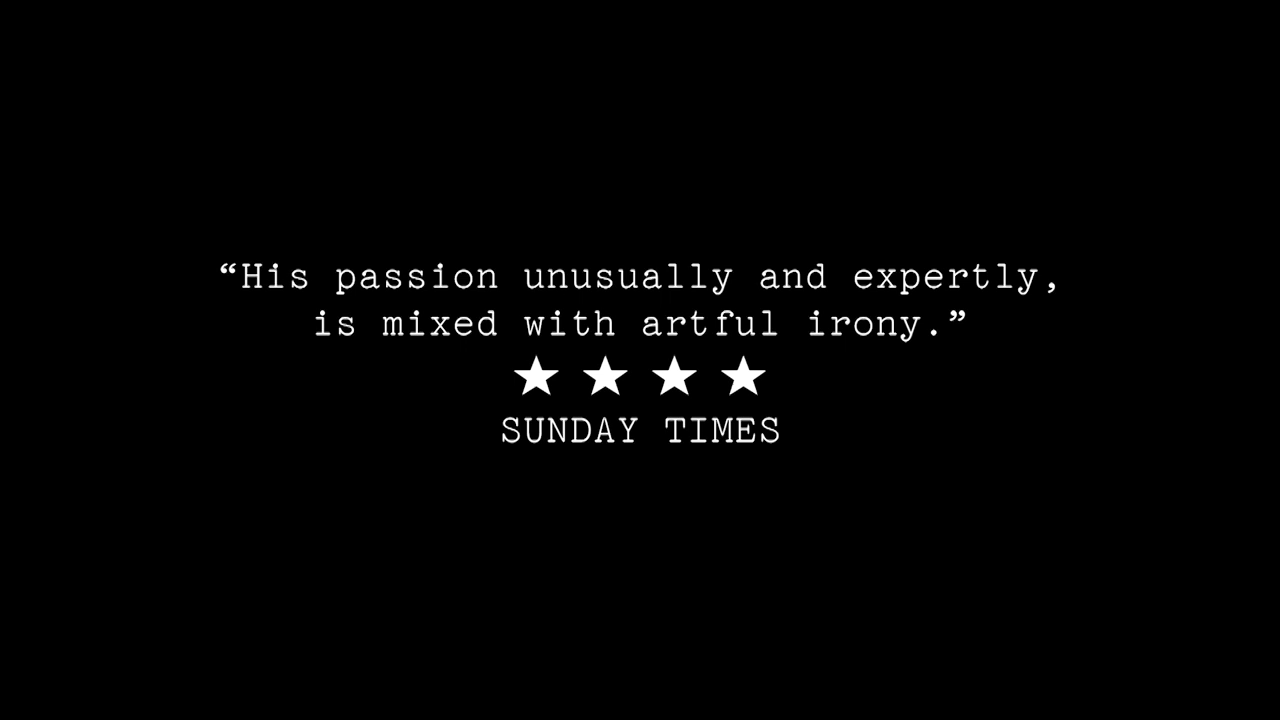 “His passion unusually and expertly,
is mixed with artful irony.”
★ ★ ★ ★
SUNDAY TIMES